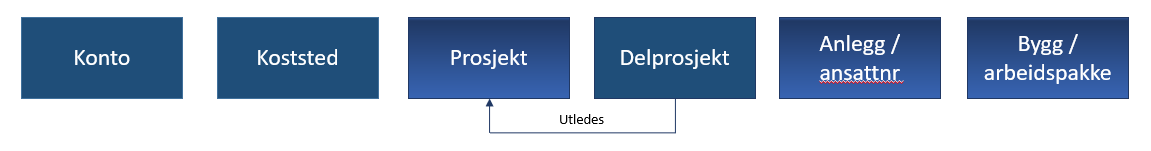 Konto
Koststed
Prosjekt
Delprosjekt
Anlegg /
ansattnr
Bygg /
arbeidspakke
Utledes